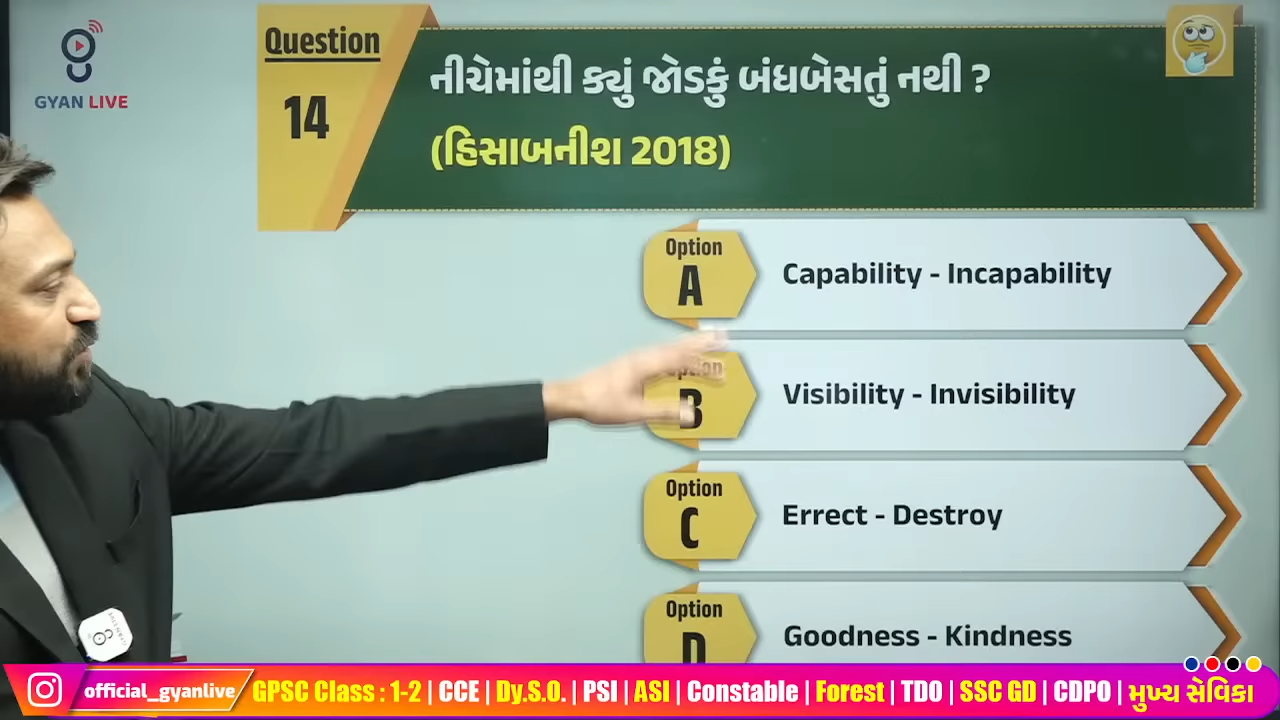 GYAN LIVE
Question
14
નીચેમાંથી ક્યું જોડકું બંધબેસતું નથી ?
(હિસાબનીશ 2018)
Option
A
Capability - Incapability
Option
B
Visibility - Invisibility
Option
C
Errect - Destroy
Option
D
Goodness - Kindness
official_gyanlive
GPSC Class : 1-2 | CCE | Dy.S.O. | PSI | ASI | Constable | Forest | TDO | SSC GD | CDPO | મુખ્ય સેવિકા